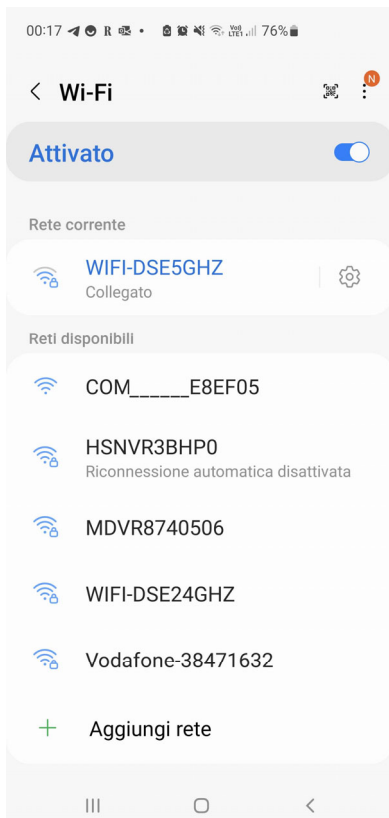 00:17 R 76%
Wi-Fi
N
Attivato
Rete corrente
WIFI-DSE5GHZ
Collegato
Reti disponibili
COM______E8EF05
HSNVR3BHP0
Riconnessione automatica disattivata
MDVR8740506
WIFI-DSE24GHZ
Vodafone-38471632
Aggiungi rete